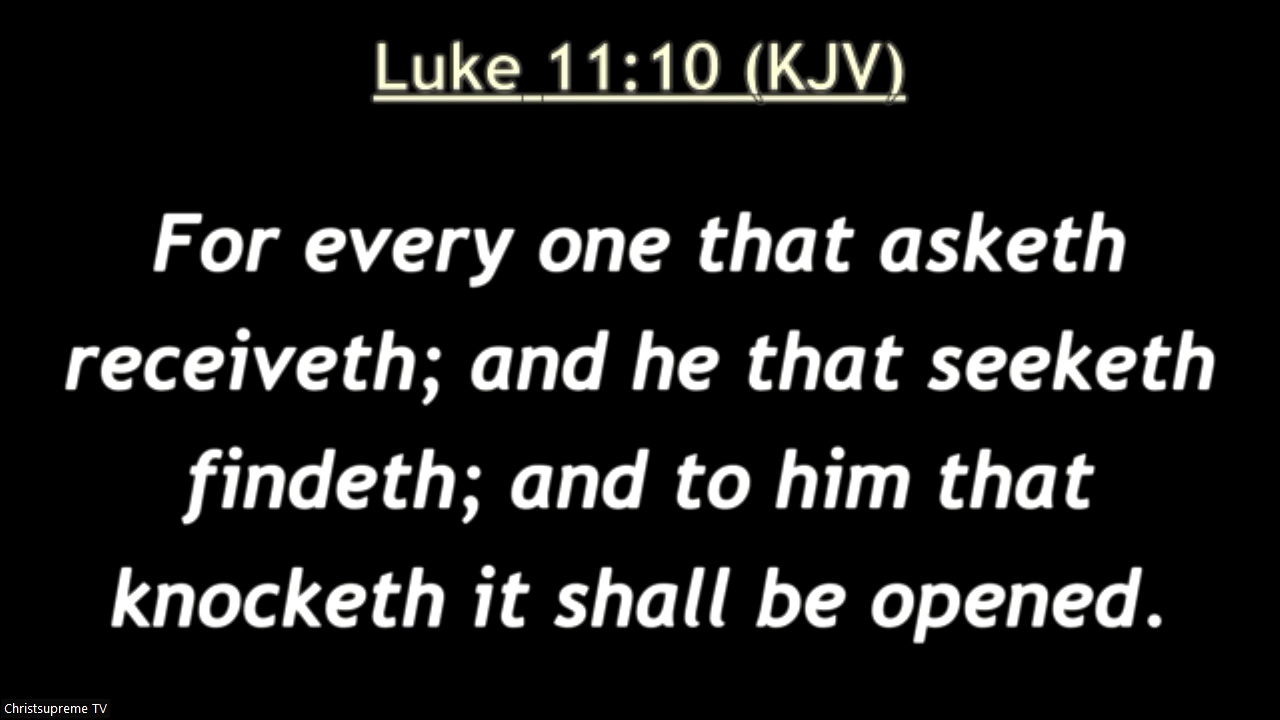 Luke 11:10 (KJV)
For every one that asketh
receiveth; and he that seeketh
findeth; and to him that
knocketh it shall be opened.
Christsupreme TV